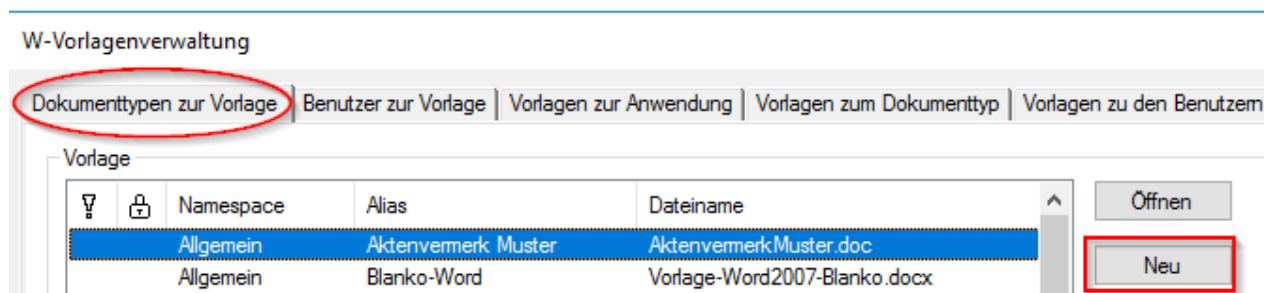 W-Vorlagenverwaltung
Dokumenttypen zur Vorlage Benutzer zur Vorlage Vorlagen zur Anwendung Vorlagen zum Dokumenttyp Vorlagen zu den Benutzern
Vorlage
Namespace Alias Dateiname Öffnen
Allgemein Aktenvermerk Muster AktenvermerkMuster.doc
Neu
Allgemein Blanko-Word Vorlage-Word2007-Blanko.docx